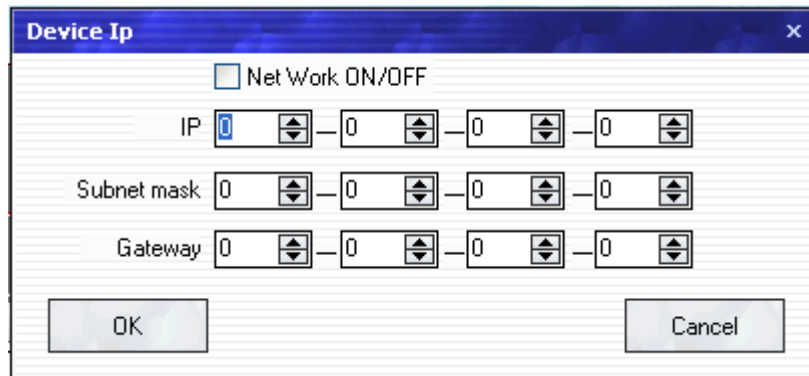 Device Ip
Net Work ON/OFF
IP 0 — 0 — 0 — 0
Subnet mask 0 — 0 — 0 — 0
Gateway 0 — 0 — 0 — 0
OK Cancel